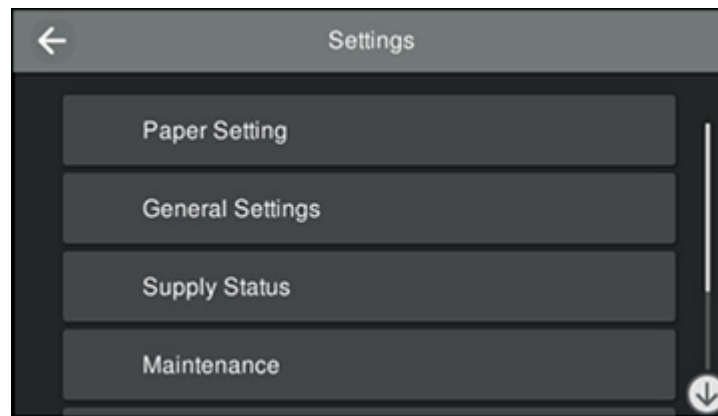 Settings
Paper Setting
General Settings
Supply Status
Maintenance